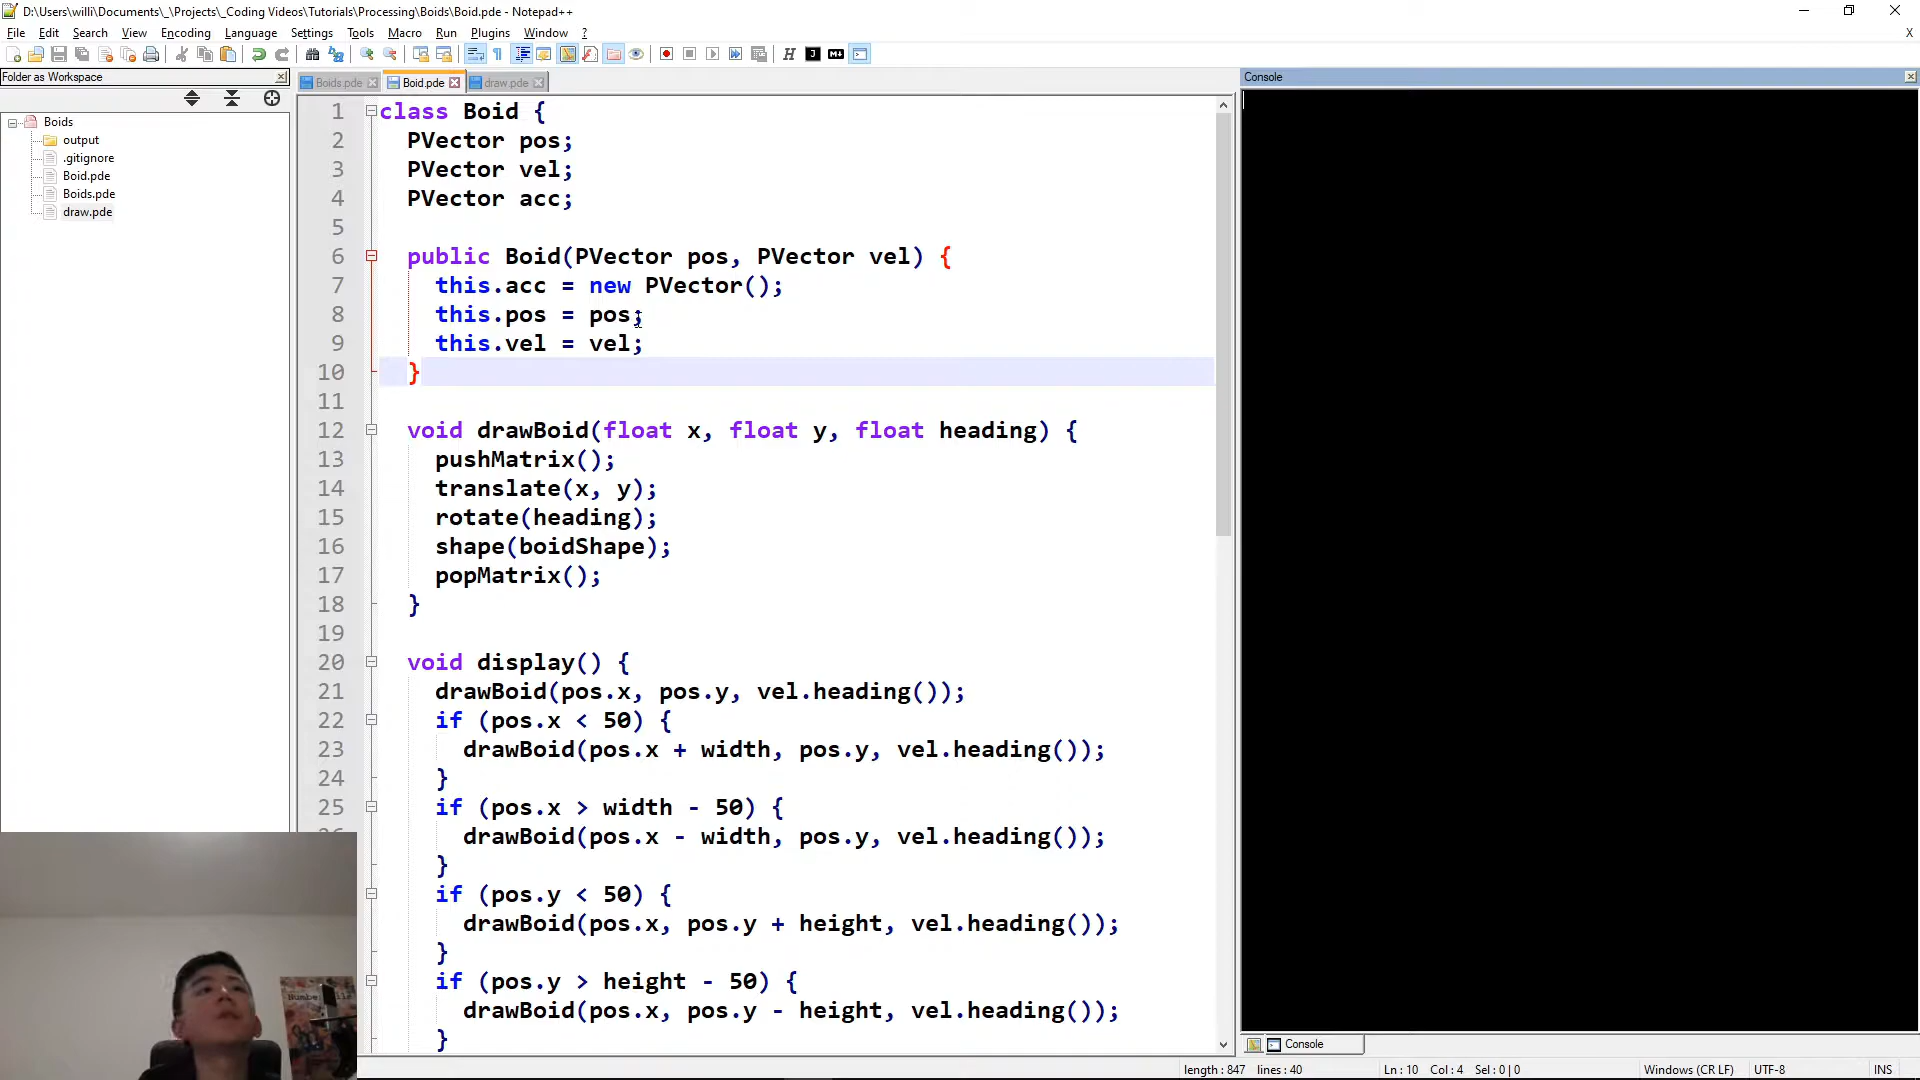 D:\Users\willi\Documents\_\Projects\_Coding Videos\Tutorials\Processing\Boids\Boid.pde - Notepad++
File Edit Search View Encoding Language Settings Tools Macro Run Plugins Window ? X
Folder as Workspace
Boids
output
.gitignore
Boid.pde
Boids.pde
draw.pde
Boids.pde Boid.pde draw.pde
1 class Boid {
2 PVector pos;
3 PVector vel;
4 PVector acc;
5
6 public Boid(PVector pos, PVector vel) {
7 this.acc = new PVector();
8 this.pos = pos;
9 this.vel = vel;
10 }
11
12 void drawBoid(float x, float y, float heading) {
13 pushMatrix();
14 translate(x, y);
15 rotate(heading);
16 shape(boidShape);
17 popMatrix();
18 }
19
20 void display() {
21 drawBoid(pos.x, pos.y, vel.heading());
22 if (pos.x < 50) {
23 drawBoid(pos.x + width, pos.y, vel.heading());
24 }
25 if (pos.x > width - 50) {
drawBoid(pos.x - width, pos.y, vel.heading());
}
if (pos.y < 50) {
drawBoid(pos.x, pos.y + height, vel.heading());
}
if (pos.y > height - 50) {
drawBoid(pos.x, pos.y - height, vel.heading());
}
Console
Console
length : 847 lines : 40 Ln : 10 Col : 4 Sel : 0 | 0 Windows (CR LF) UTF-8 INS